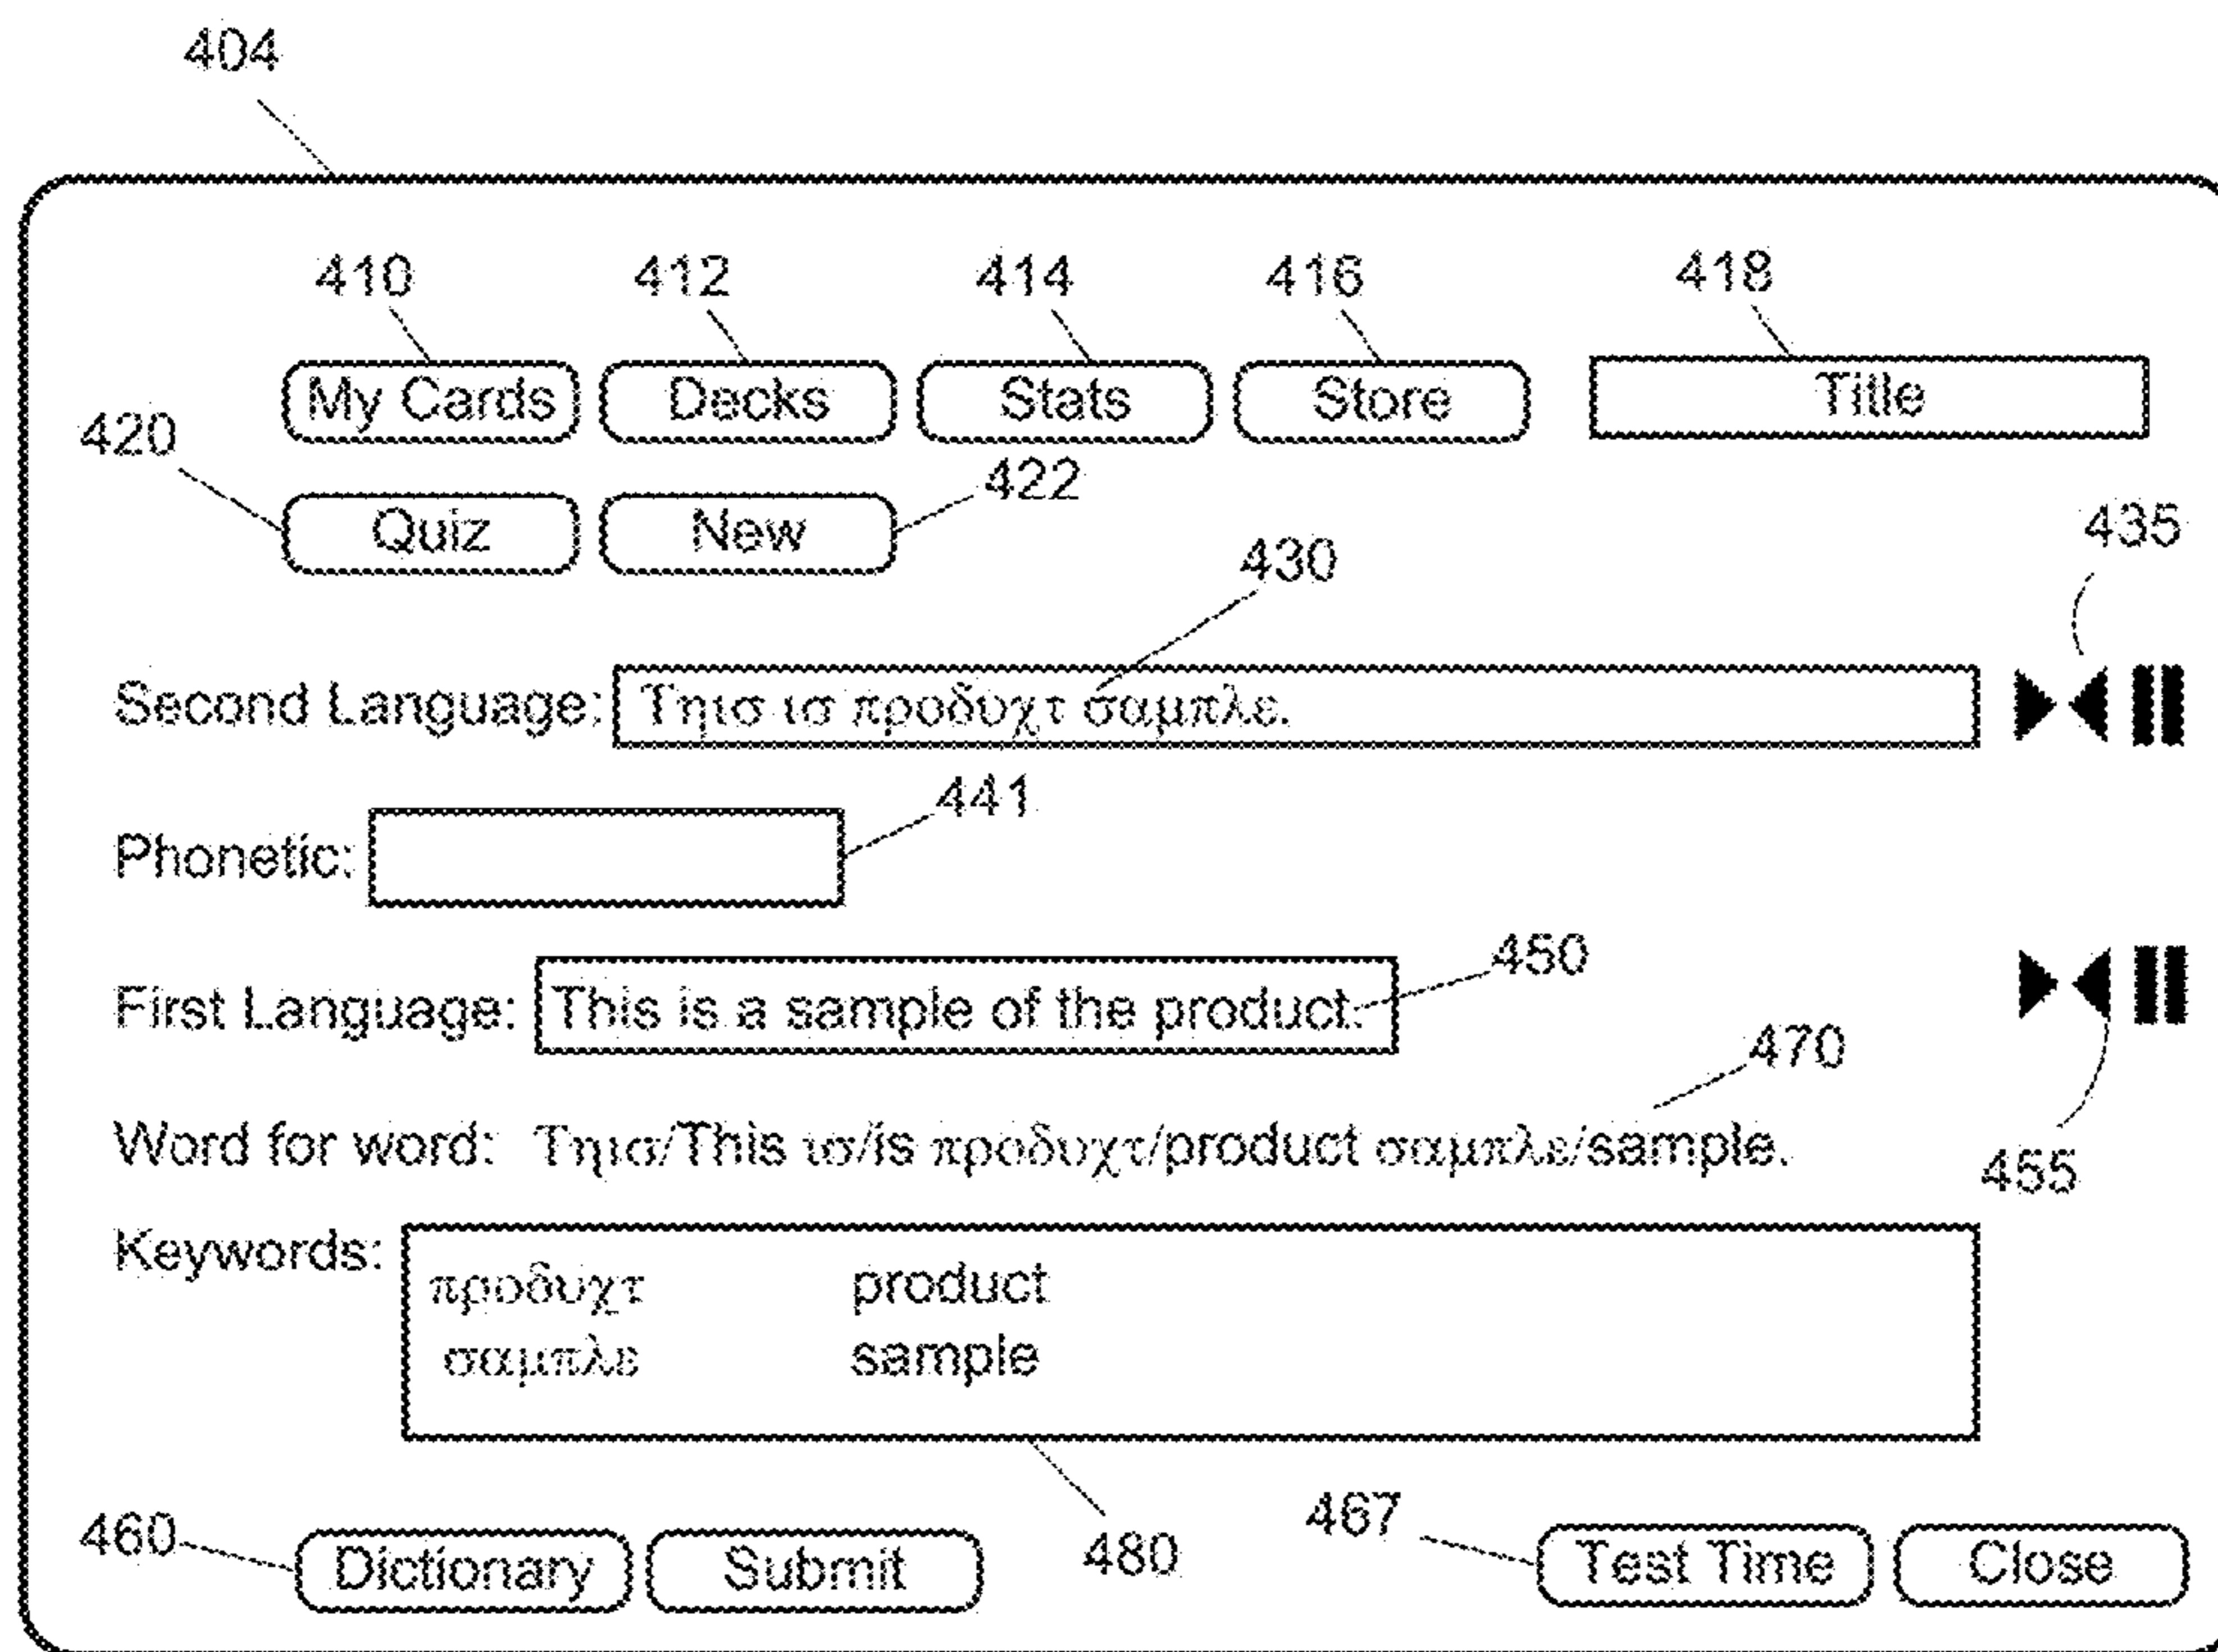 404
410 412 414 416 418
My Cards Decks Stats Store Title
420
422
Quiz New
430
435
Second Language: Τηισ ισ προδυχτ σαμπλε.
441
Phonetic:
450
First Language: This is a sample of the product.
470
Word for word: Τηισ/This ισ/is προδυχτ/product σαμπλε/sample.
455
Keywords:
προδυχτ product
σαμπλε sample
460 467
480
Dictionary Submit Test Time Close